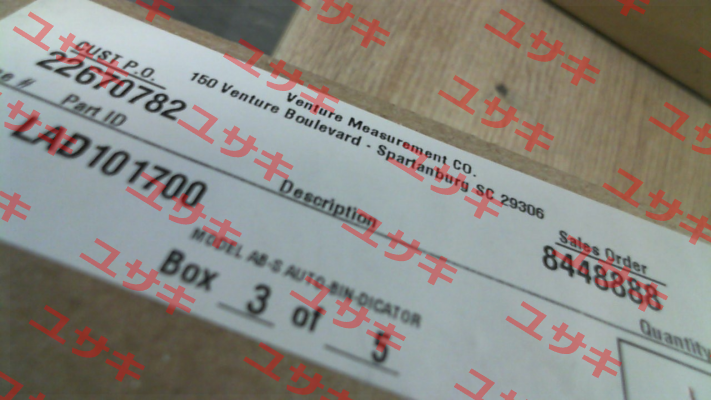 Venture Measurement CO.
150 Venture Boulevard - Spartanburg SC 29306
CUST P.O.
22670782
Sales Order
8448888
Part ID
Description
Quantity
LAD101700
MODEL AB-S AUTO-BIN-DICATOR
Box 3 of 5
ユサキ